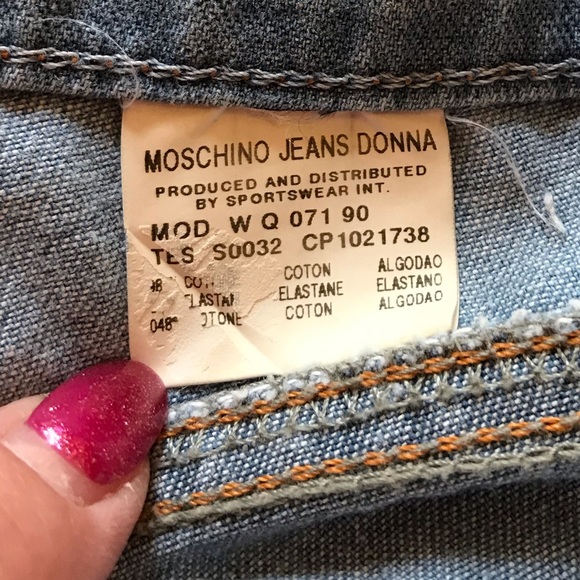 MOSCHINO JEANS DONNA
PRODUCED AND DISTRIBUTED
BY SPORTSWEAR INT.
MOD W Q 071 90
TES S0032 CP1021738
COTON ALGODAO
ELASTANE ELASTANO
COTON ALGODAO